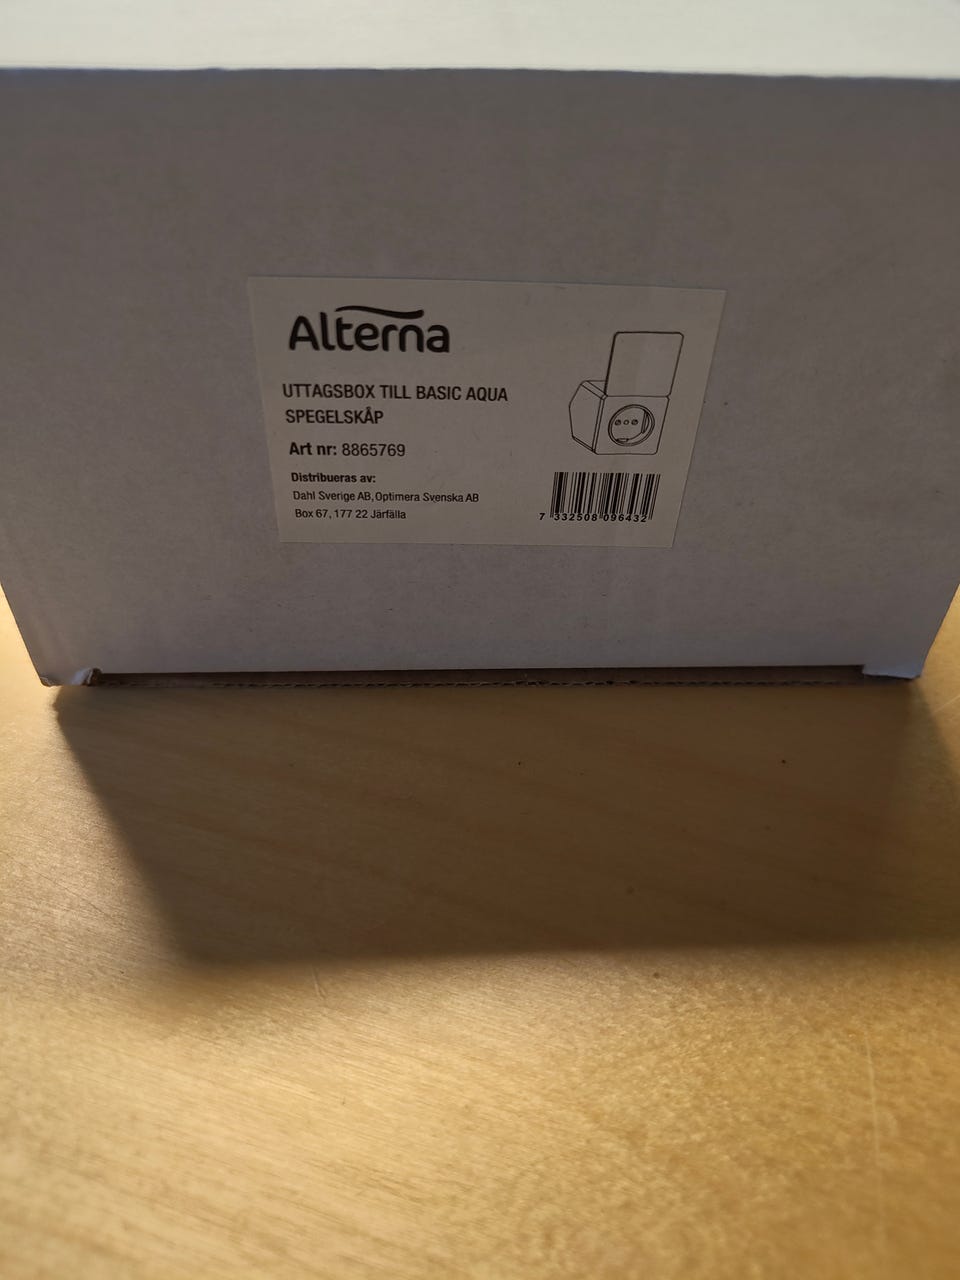 Alterna
UTTAGSBOX TILL BASIC AQUA
SPEGELSKÅP
Art nr: 8865769
Distribueras av:
Dahl Sverige AB, Optimera Svenska AB
Box 67, 177 22 Järfälla
7 332508 096432